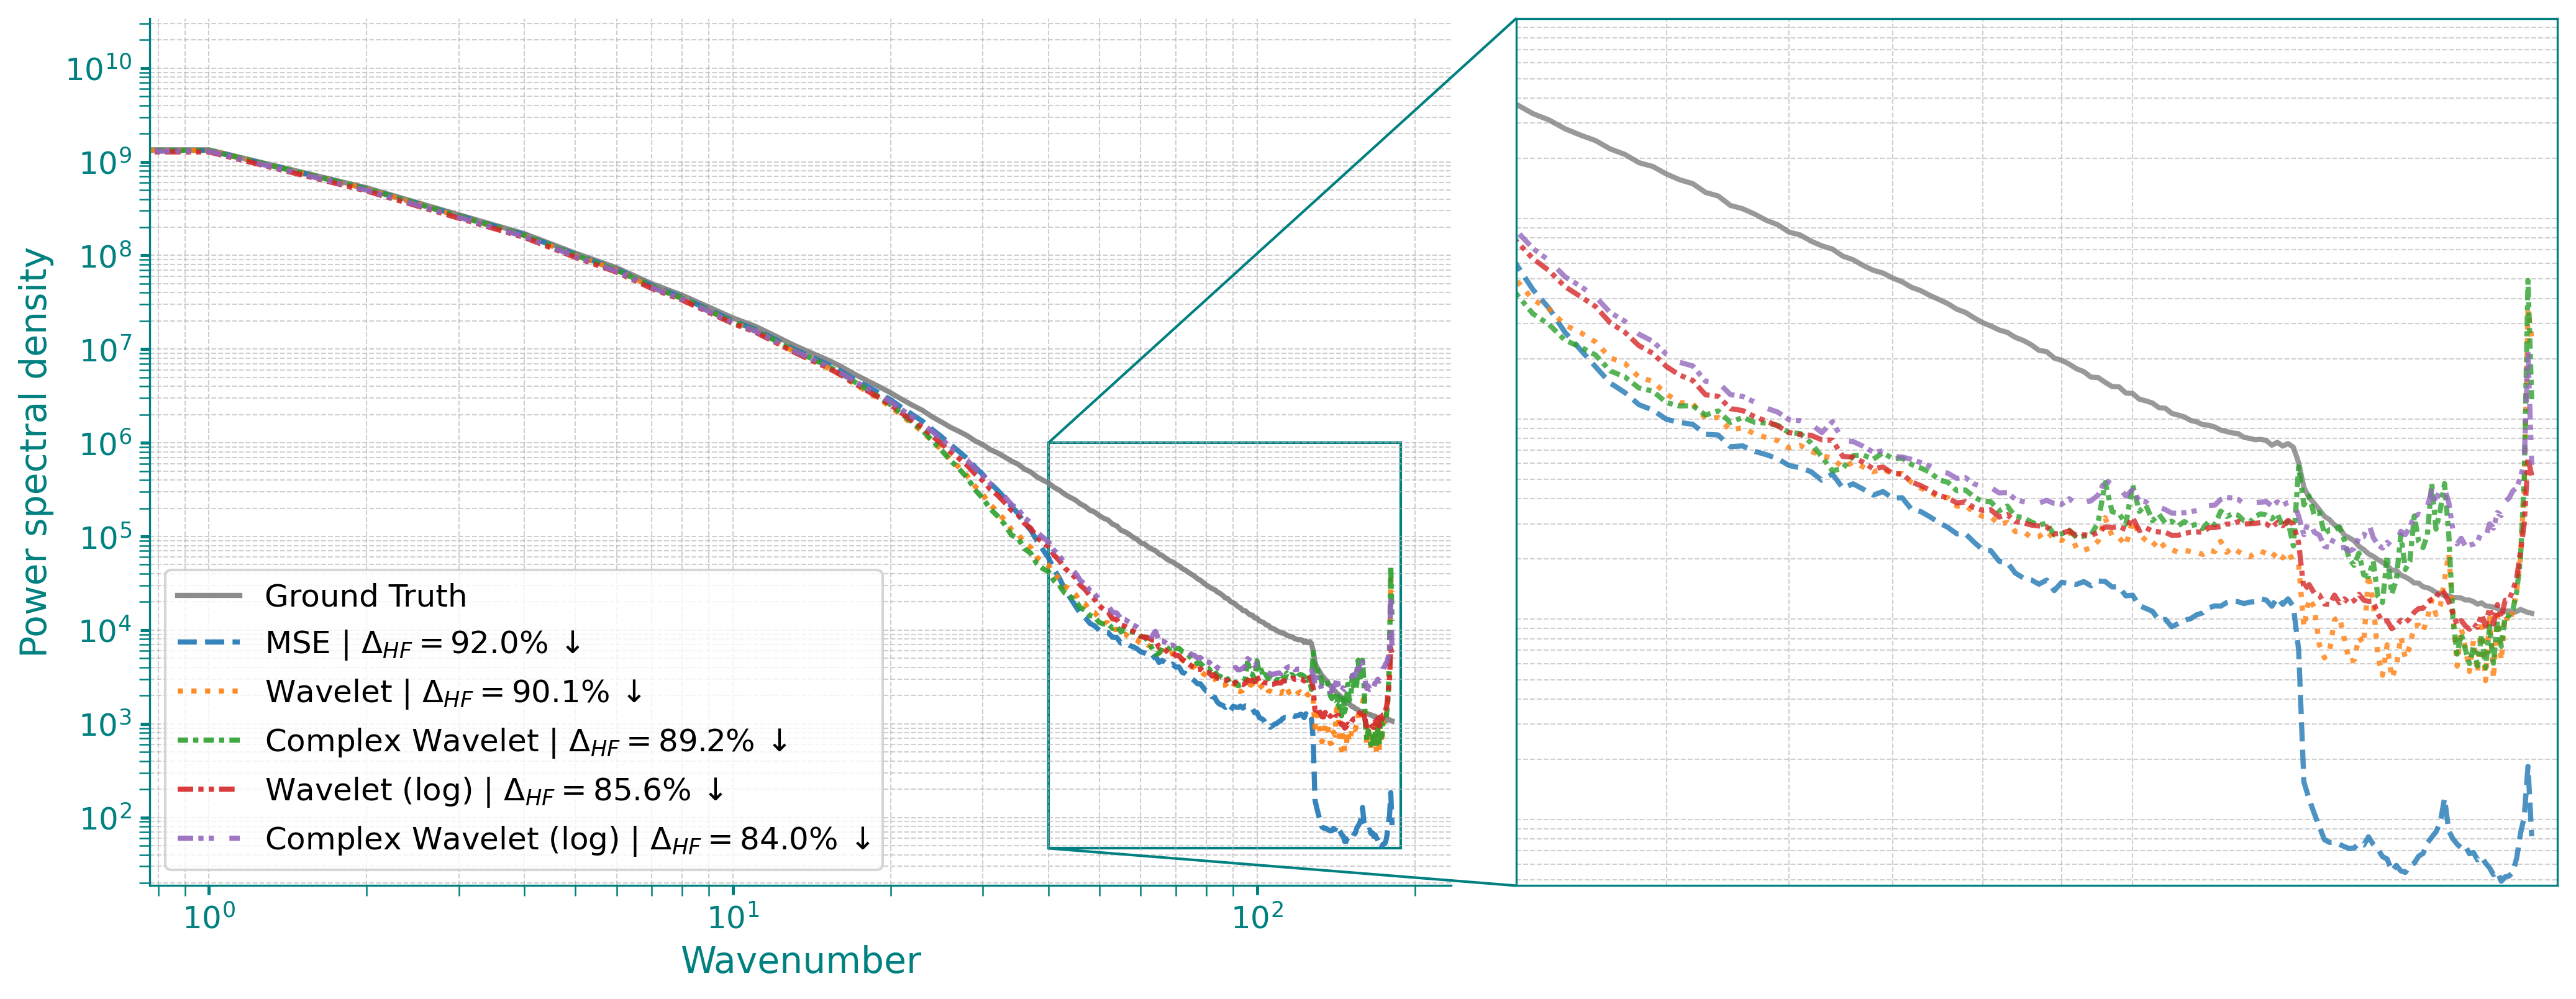 Power spectral density
10^10
10^9
10^8
10^7
10^6
10^5
10^4
10^3
10^2
Ground Truth
MSE | Δ_HF = 92.0% ↓
Wavelet | Δ_HF = 90.1% ↓
Complex Wavelet | Δ_HF = 89.2% ↓
Wavelet (log) | Δ_HF = 85.6% ↓
Complex Wavelet (log) | Δ_HF = 84.0% ↓
10^0 10^1 10^2
Wavenumber